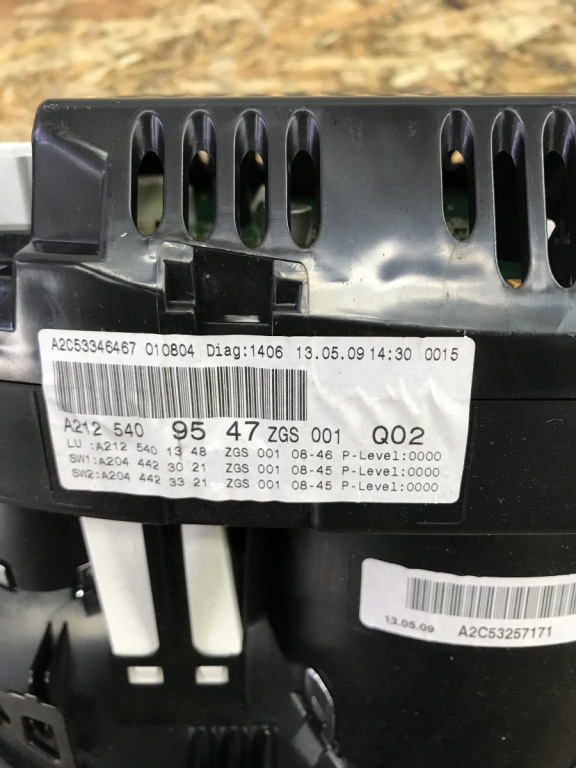 A2C53346467 010804 Diag:1406 13.05.09 14:30 0015
A212 540 95 47 ZGS 001 Q02
LU :A212 540 13 48 ZGS 001 08-46 P-Level:0000
SW1:A204 442 30 21 ZGS 001 08-45 P-Level:0000
SW2:A204 442 33 21 ZGS 001 08-45 P-Level:0000
13.05.09 A2C53257171